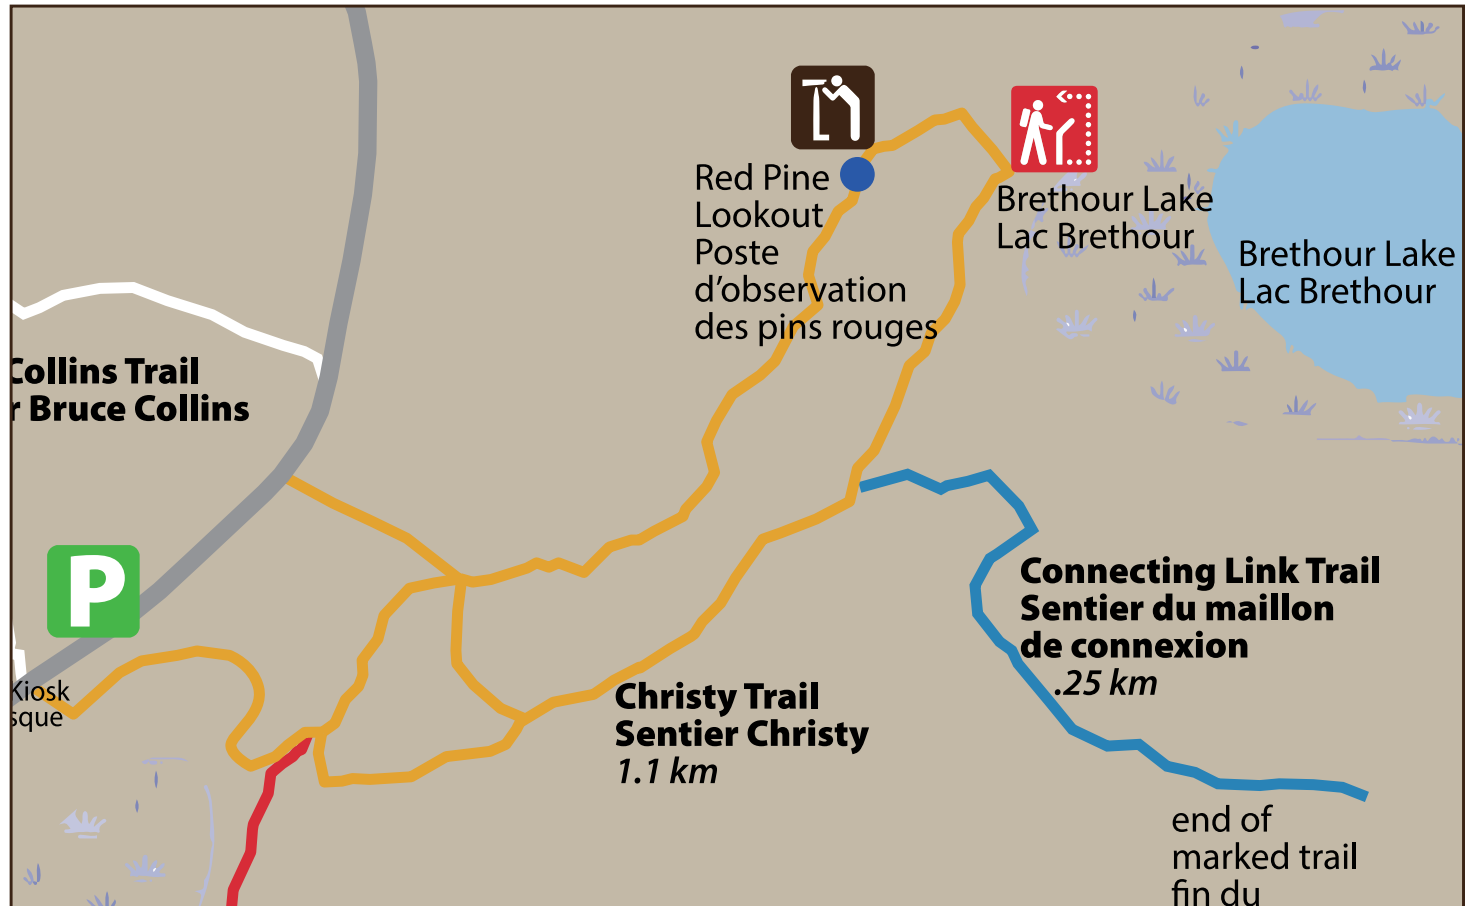 Red Pine
Lookout
Poste
d'observation
des pins rouges
Brethour Lake
Lac Brethour
Brethour Lake
Lac Brethour
Collins Trail
r Bruce Collins
P
Kiosk
sque
Connecting Link Trail
Sentier du maillon
de connexion
.25 km
Christy Trail
Sentier Christy
1.1 km
end of
marked trail
fin du